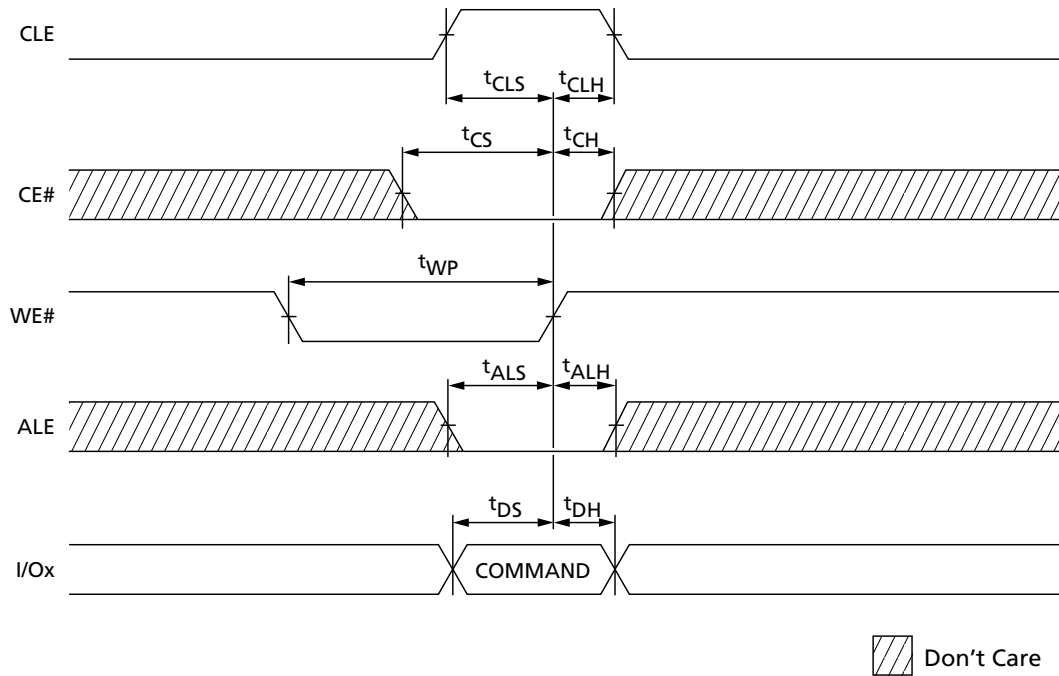 CLE
tCLS
tCLH
tCS
tCH
CE#
tWP
WE#
tALS
tALH
ALE
tDS
tDH
I/Ox
COMMAND
Don't Care